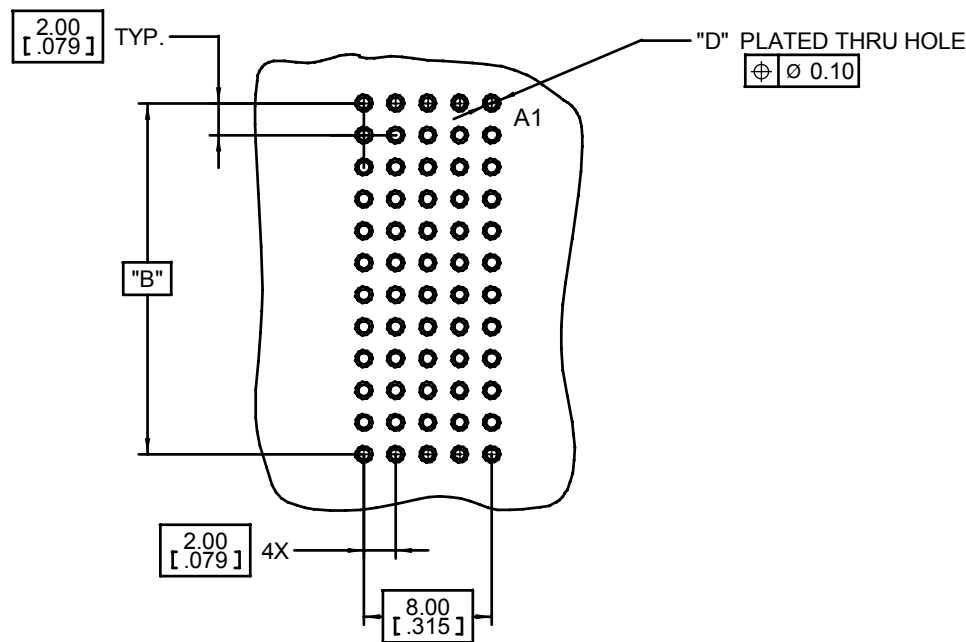 2.00
[.079]
TYP.
"D" PLATED THRU HOLE
⌖ Ø 0.10
A1
"B"
2.00
[.079]
4X
8.00
[.315]